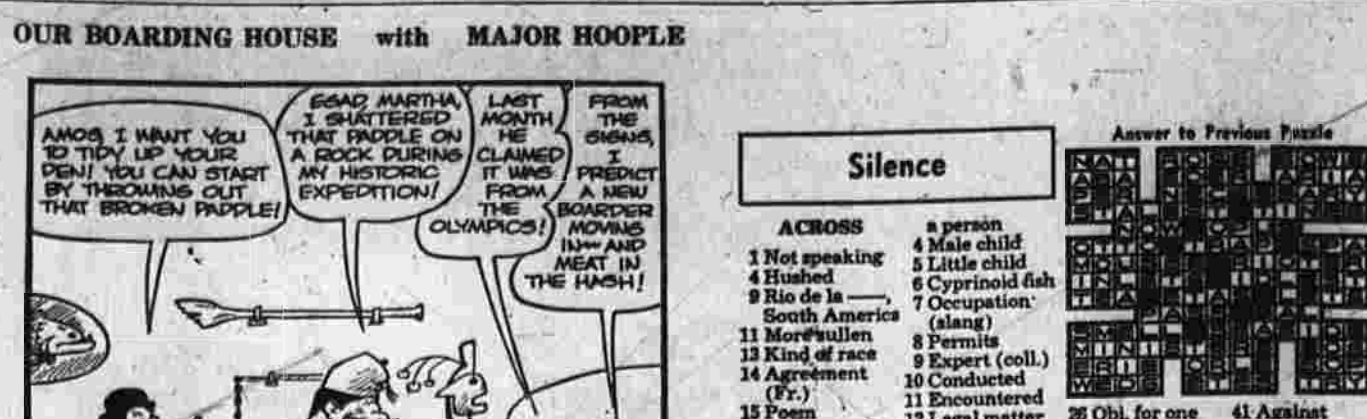 OUR BOARDING HOUSE with MAJOR HOOPLE
AMOS, I WANT YOU
TO TIDY UP YOUR
DEN! YOU CAN START
BY THROWING OUT
THAT BROKEN PADDLE!
EGAD, MARTHA,
I SHATTERED
THAT PADDLE ON
A ROCK DURING
MY HISTORIC
EXPEDITION!
LAST
MONTH
HE
CLAIMED
IT WAS
FROM
THE
OLYMPICS!
FROM
THE
SIGNS,
I
PREDICT
A NEW
BOARDER
MOVING
IN~AND
MEAT IN
THE HASH!
Silence
ACROSS
1 Not speaking
4 Hushed
9 Rio de la —,
South America
11 More sullen
13 Kind of race
14 Agreement
(Fr.)
15 Poem
a person
4 Male child
5 Little child
6 Cyprinoid fish
7 Occupation
(slang)
8 Permits
9 Expert (coll.)
10 Conducted
11 Encountered
12 Legal matter
Answer to Previous Puzzle
26 Obj. for one
41 Against